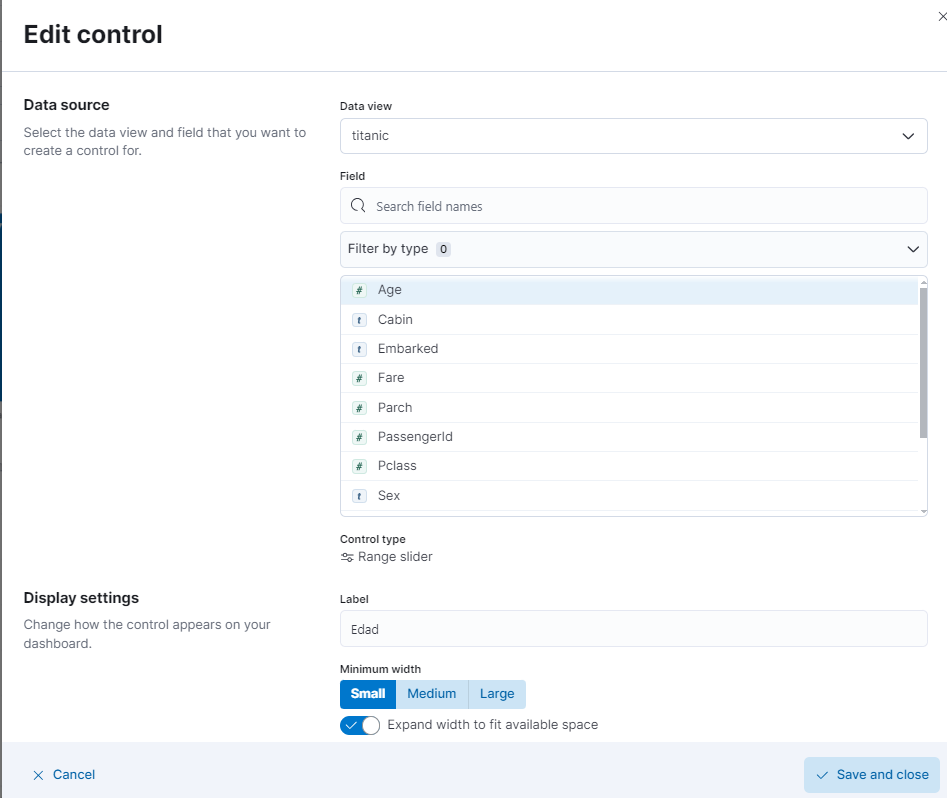 Edit control
Data source
Select the data view and field that you want to
create a control for.
Data view
titanic
Field
Search field names
Filter by type 0
# Age
t Cabin
t Embarked
# Fare
# Parch
# PassengerId
# Pclass
t Sex
Control type
Range slider
Display settings
Change how the control appears on your
dashboard.
Label
Edad
Minimum width
Small Medium Large
Expand width to fit available space
Cancel
Save and close